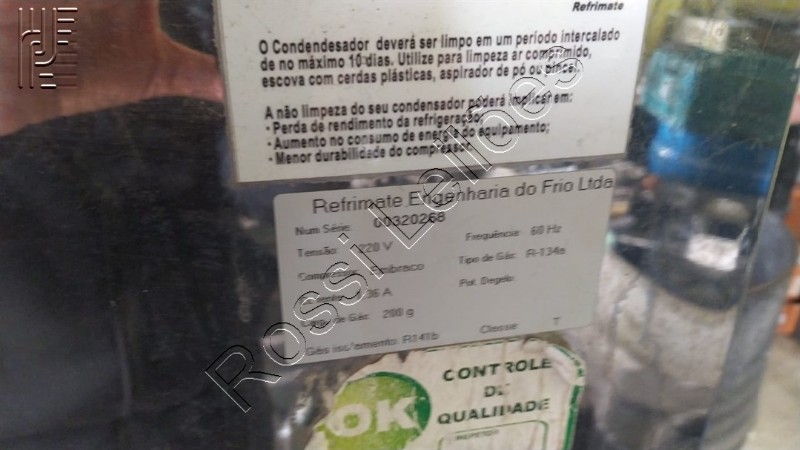 Refrimate
O Condendesador deverá ser limpo em um período intercalado
de no máximo 10 dias. Utilize para limpeza ar comprimido,
escova com cerdas plásticas, aspirador de pó ou pincel.
A não limpeza do seu condensador poderá implicar em:
- Perda de rendimento da refrigeração;
- Aumento no consumo de energia do equipamento;
- Menor durabilidade do compressor.
Refrimate Engenharia do Frio Ltda
Num Série: 00320268
Tensão: 220 V Frequência: 60 Hz
Compressor: Embraco Tipo de Gás: R-134a
36 A Pot. Degelo:
de Gás: 200 g
Gás isolamento: R141b Classe: T
OK
CONTROLE
DE
QUALIDADE
Rossi Leilões